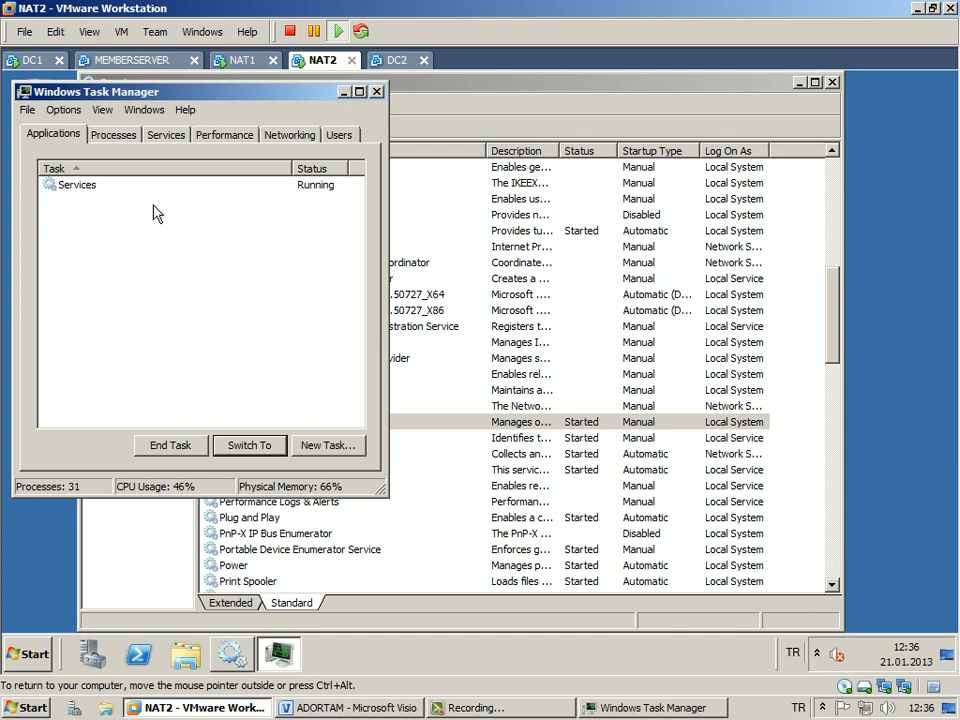 NAT2 - VMware Workstation
File Edit View VM Team Windows Help
DC1 MEMBERSERVER NAT1 NAT2 DC2
Windows Task Manager
File Options View Windows Help
Applications Processes Services Performance Networking Users
Task Status
Services Running
End Task Switch To New Task...
Processes: 31 CPU Usage: 46% Physical Memory: 66%
Description Status Startup Type Log On As
Enables ge... Manual Local System
The IKEEX... Manual Local System
Enables us... Manual Local System
Provides n... Disabled Local System
Provides tu... Started Automatic Local System
Internet Pr... Manual Network S...
ordinator Coordinate... Manual Network S...
Creates a ... Manual Local Service
.50727_X64 Microsoft .... Automatic (D... Local System
.50727_X86 Microsoft .... Automatic (D... Local System
stration Service Registers t... Manual Local Service
Manages I... Manual Local System
vider Manages s... Manual Local System
Enables rel... Manual Local System
Maintains a... Manual Local System
The Netwo... Manual Network S...
Manages o... Started Manual Local System
Identifies t... Started Manual Local Service
Collects an... Started Automatic Network S...
This servic... Started Automatic Local Service
Enables re... Manual Local Service
Performance Logs & Alerts Performan... Manual Local Service
Plug and Play Enables a c... Started Automatic Local System
PnP-X IP Bus Enumerator The PnP-X ... Disabled Local System
Portable Device Enumerator Service Enforces g... Started Manual Local System
Power Manages p... Started Automatic Local System
Print Spooler Loads files ... Started Automatic Local System
Extended Standard
Start TR 12:36
21.01.2013
To return to your computer, move the mouse pointer outside or press Ctrl+Alt.
Start NAT2 - VMware Work... ADORTAM - Microsoft Visio Recording... Windows Task Manager TR 12:36